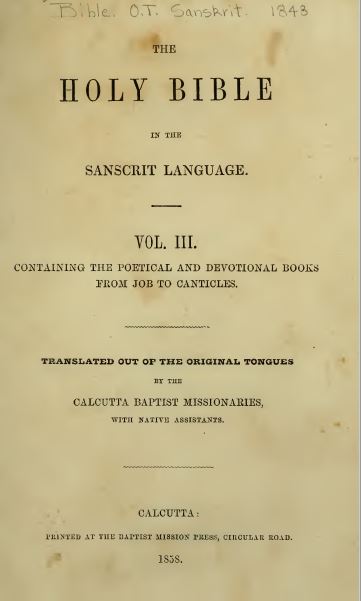 Bible. O.T. Sanskrit. 1843
THE
HOLY BIBLE
IN THE
SANSCRIT LANGUAGE.
VOL. III.
CONTAINING THE POETICAL AND DEVOTIONAL BOOKS
FROM JOB TO CANTICLES.
TRANSLATED OUT OF THE ORIGINAL TONGUES
BY THE
CALCUTTA BAPTIST MISSIONARIES,
WITH NATIVE ASSISTANTS.
CALCUTTA:
PRINTED AT THE BAPTIST MISSION PRESS, CIRCULAR ROAD.
1858.